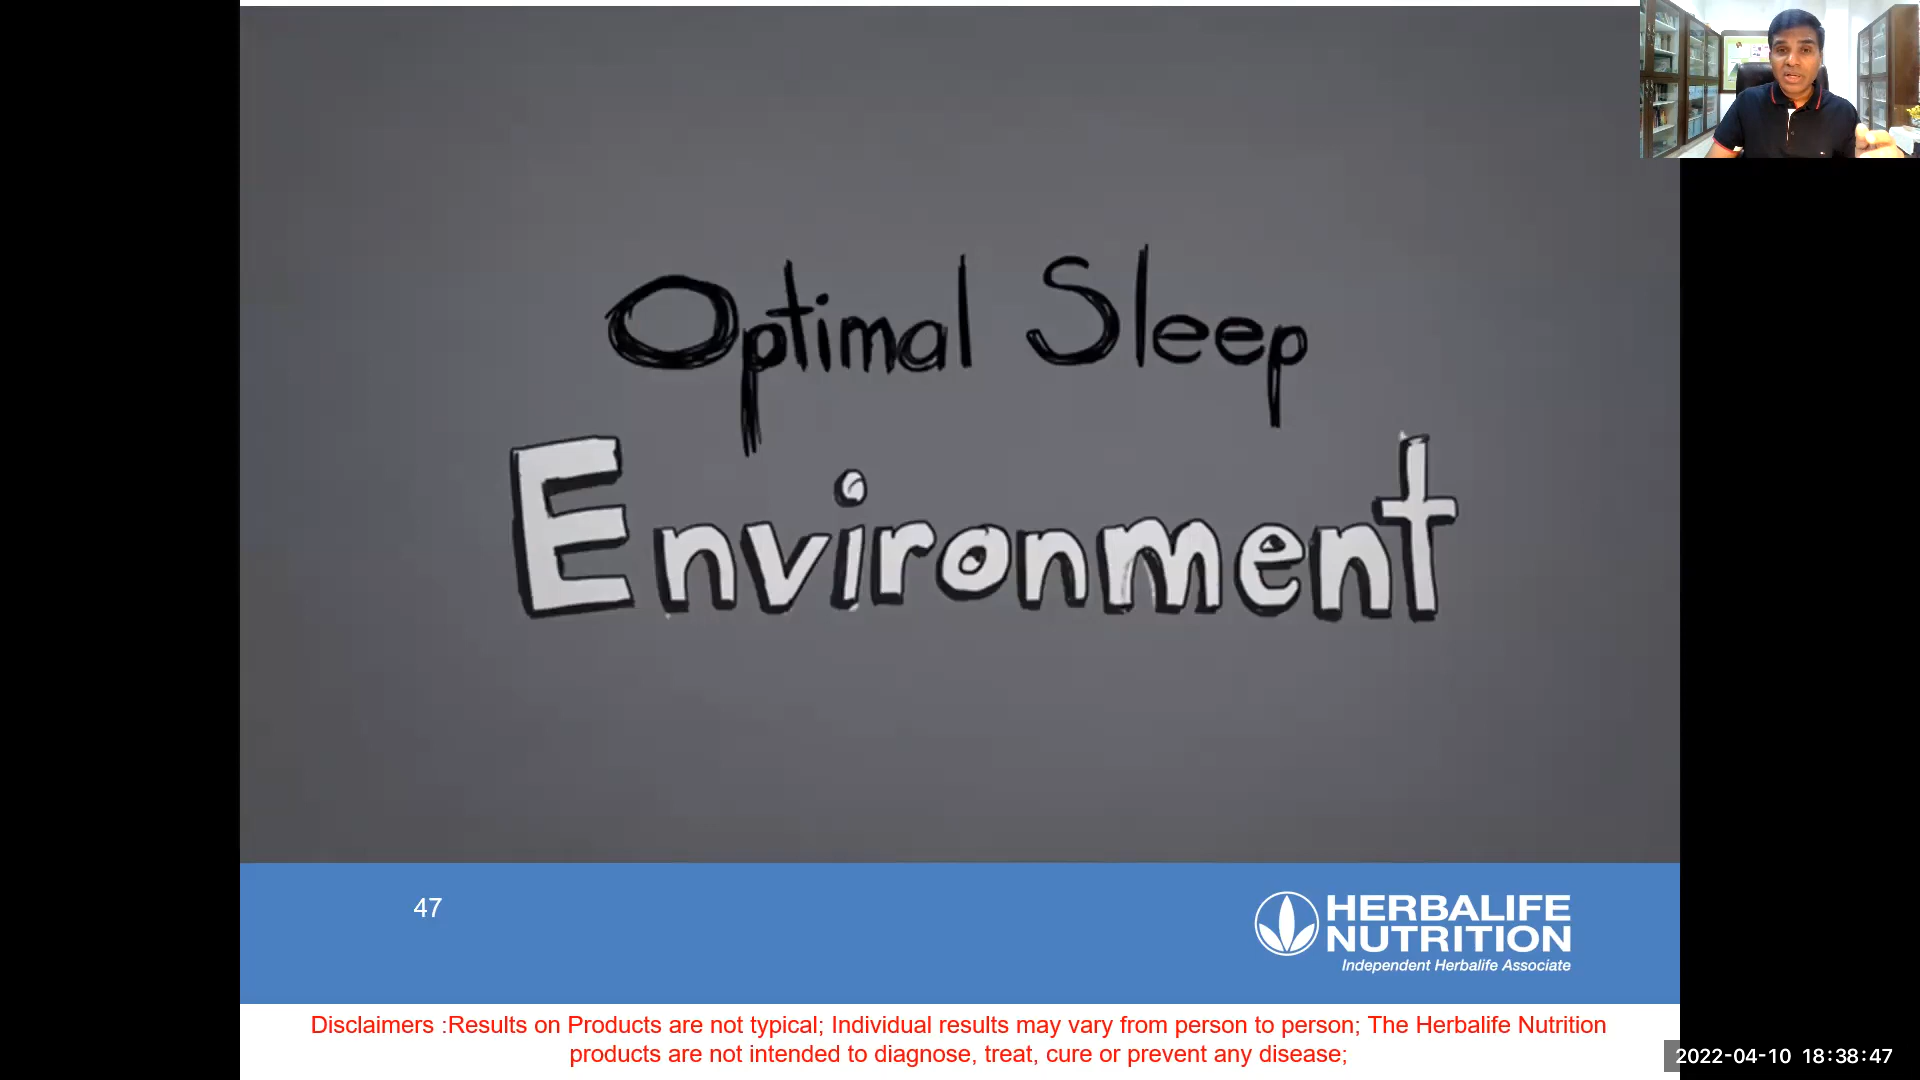 Optimal Sleep
Environment
47
HERBALIFE
NUTRITION
Independent Herbalife Associate
Disclaimers :Results on Products are not typical; Individual results may vary from person to person; The Herbalife Nutrition
products are not intended to diagnose, treat, cure or prevent any disease;
2022-04-10 18:38:47